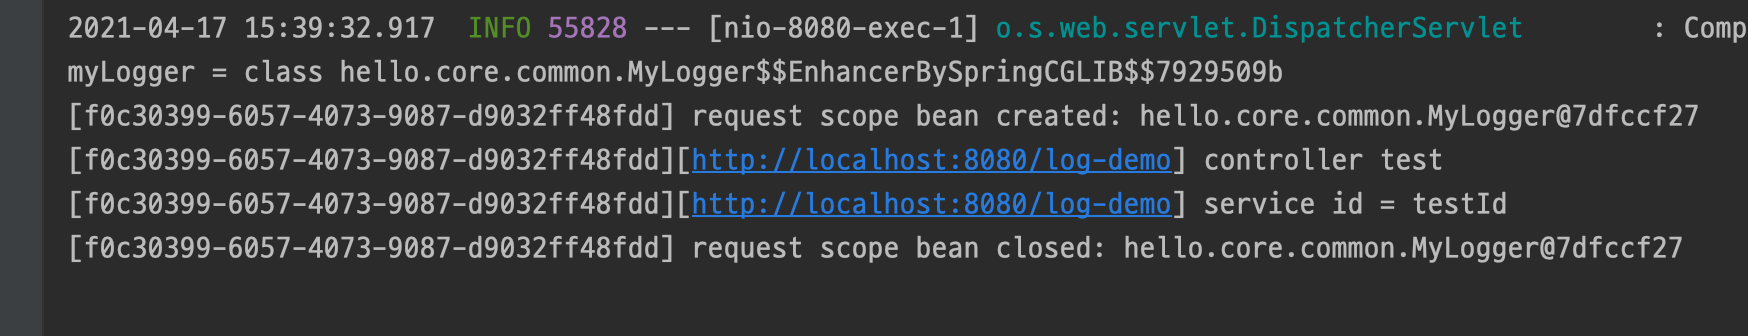 2021-04-17 15:39:32.917  INFO 55828 --- [nio-8080-exec-1] o.s.web.servlet.DispatcherServlet        : Comp
myLogger = class hello.core.common.MyLogger$$EnhancerBySpringCGLIB$$7929509b
[f0c30399-6057-4073-9087-d9032ff48fdd] request scope bean created: hello.core.common.MyLogger@7dfccf27
[f0c30399-6057-4073-9087-d9032ff48fdd][http://localhost:8080/log-demo] controller test
[f0c30399-6057-4073-9087-d9032ff48fdd][http://localhost:8080/log-demo] service id = testId
[f0c30399-6057-4073-9087-d9032ff48fdd] request scope bean closed: hello.core.common.MyLogger@7dfccf27